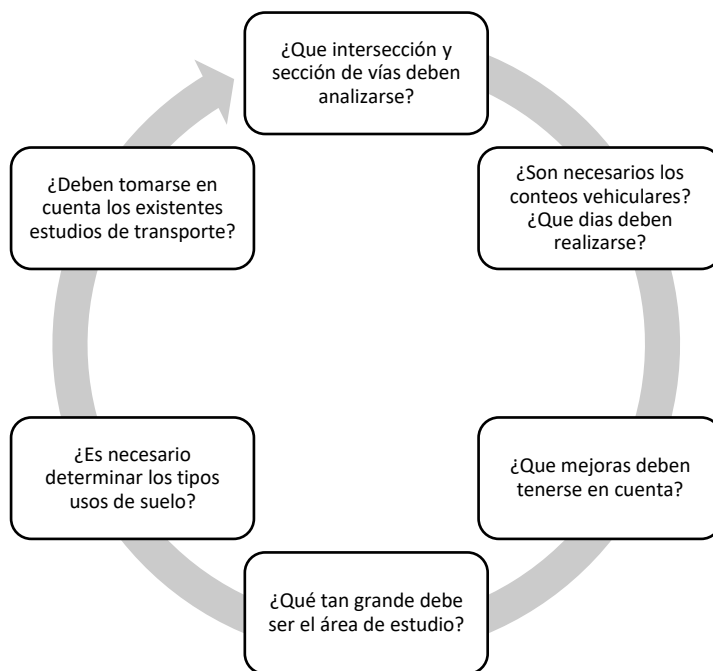 ¿Que intersección y
sección de vías deben
analizarse?
¿Son necesarios los
conteos vehiculares?
¿Que dias deben
realizarse?
¿Que mejoras deben
tenerse en cuenta?
¿Qué tan grande debe
ser el área de estudio?
¿Es necesario
determinar los tipos
usos de suelo?
¿Deben tomarse en
cuenta los existentes
estudios de transporte?